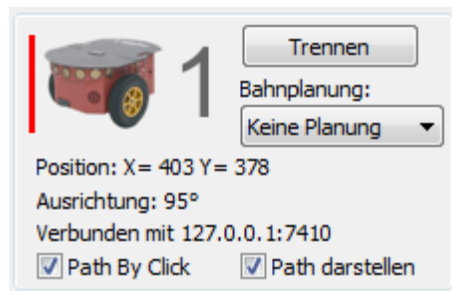 1
Trennen
Bahnplanung:
Keine Planung
Position: X= 403 Y= 378
Ausrichtung: 95°
Verbunden mit 127.0.0.1:7410
Path By Click
Path darstellen